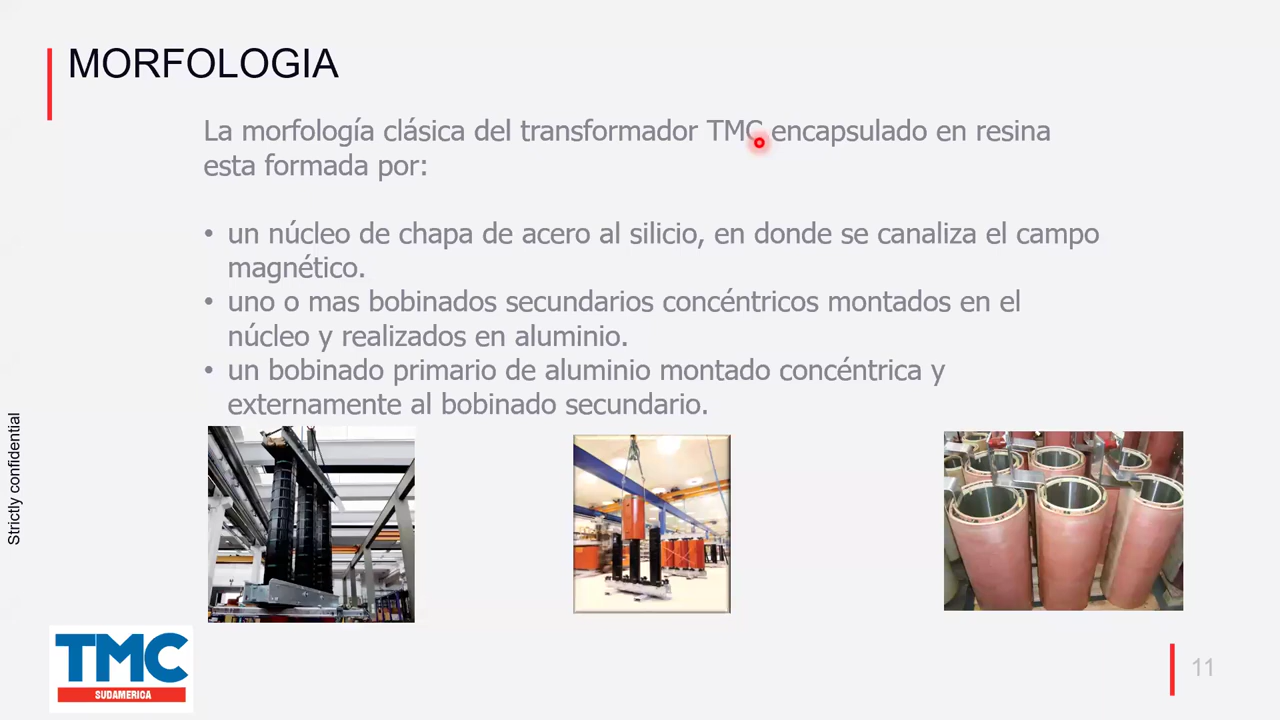 MORFOLOGIA
La morfología clásica del transformador TMC encapsulado en resina
esta formada por:
• un núcleo de chapa de acero al silicio, en donde se canaliza el campo
magnético.
• uno o mas bobinados secundarios concéntricos montados en el
núcleo y realizados en aluminio.
• un bobinado primario de aluminio montado concéntrica y
externamente al bobinado secundario.
Strictly confidential
TMC
SUDAMERICA
11